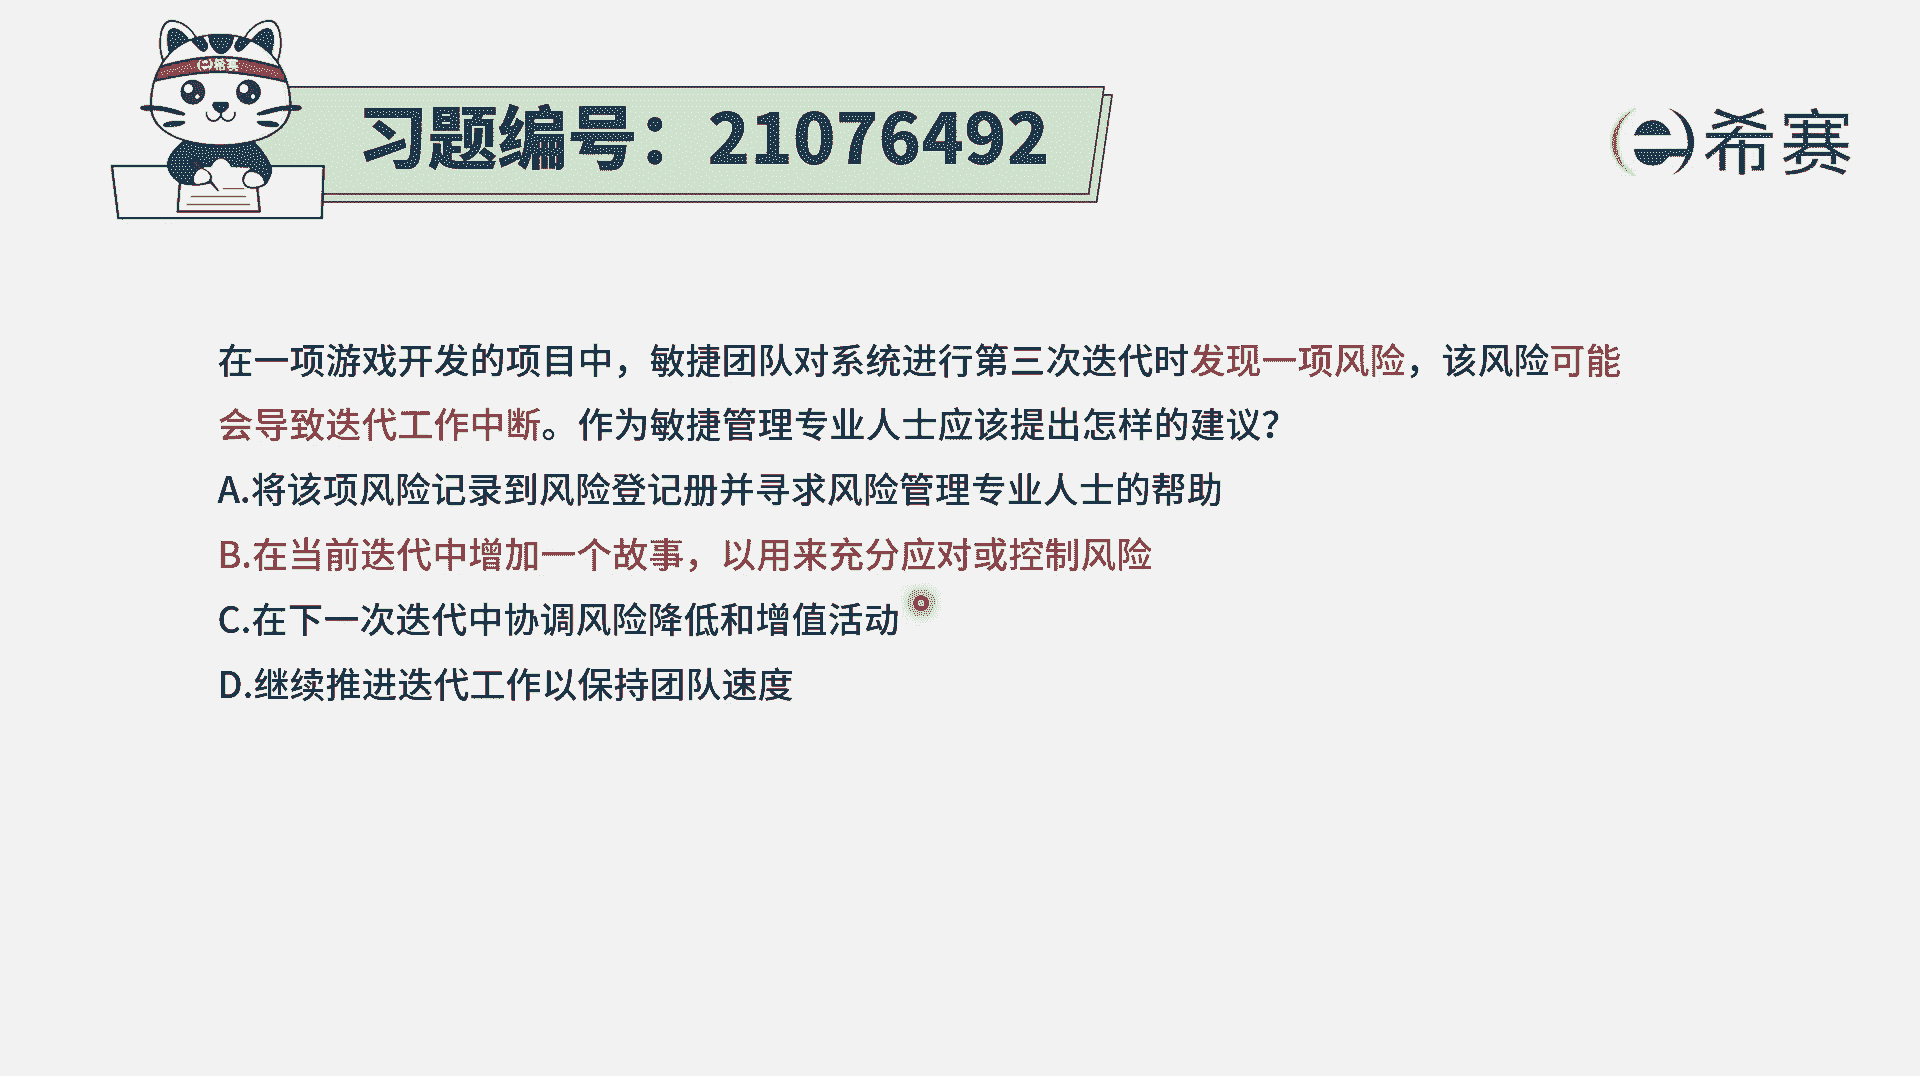 希赛
习题编号：21076492
希赛
在一项游戏开发的项目中，敏捷团队对系统进行第三次迭代时发现一项风险，该风险可能
会导致迭代工作中断。作为敏捷管理专业人士应该提出怎样的建议？
A.将该项风险记录到风险登记册并寻求风险管理专业人士的帮助
B.在当前迭代中增加一个故事，以用来充分应对或控制风险
C.在下一次迭代中协调风险降低和增值活动
D.继续推进迭代工作以保持团队速度